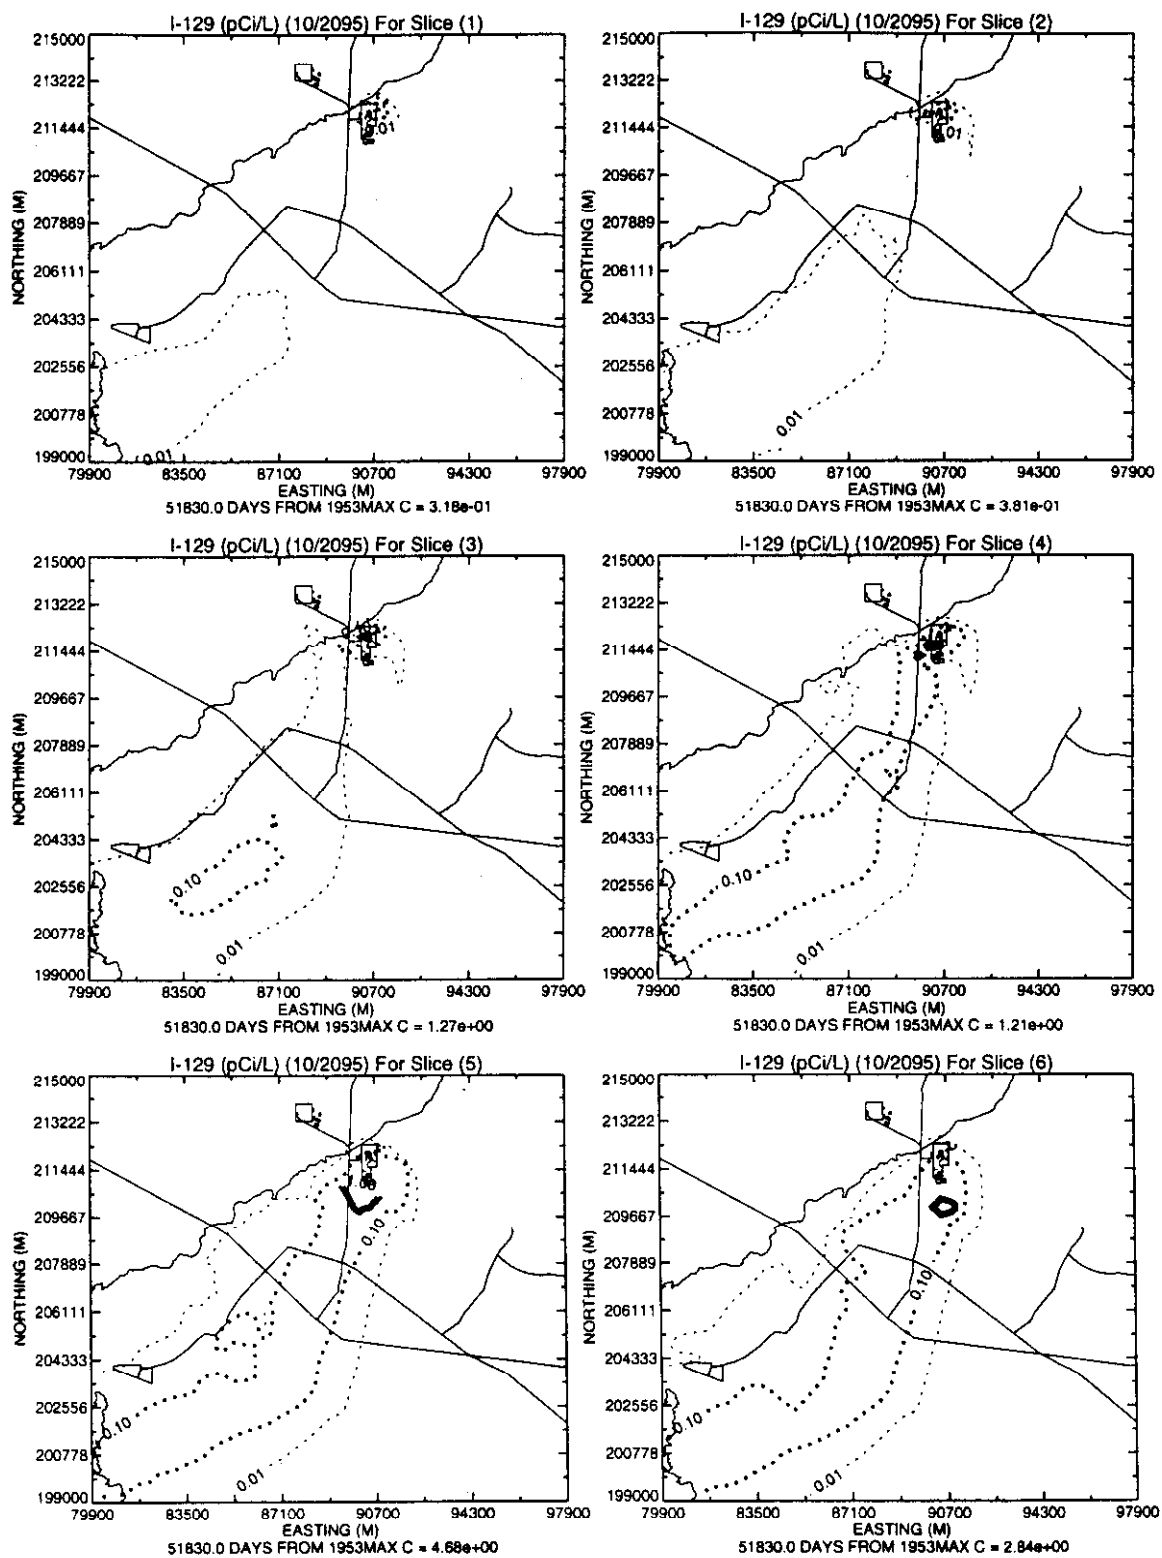 I-129 (pCi/L) (10/2095) For Slice (1)
215000
213222
211444
209667
207889
206111
204333
202556
200778
199000
NORTHING (M)
0.01
0.01
79900 83500 87100 90700 94300 97900
EASTING (M)
51830.0 DAYS FROM 1953MAX C = 3.18e-01
I-129 (pCi/L) (10/2095) For Slice (2)
215000
213222
211444
209667
207889
206111
204333
202556
200778
199000
NORTHING (M)
.01
0.01
79900 83500 87100 90700 94300 97900
EASTING (M)
51830.0 DAYS FROM 1953MAX C = 3.81e-01
I-129 (pCi/L) (10/2095) For Slice (3)
215000
213222
211444
209667
207889
206111
204333
202556
200778
199000
NORTHING (M)
0.10
0.01
79900 83500 87100 90700 94300 97900
EASTING (M)
51830.0 DAYS FROM 1953MAX C = 1.27e+00
I-129 (pCi/L) (10/2095) For Slice (4)
215000
213222
211444
209667
207889
206111
204333
202556
200778
199000
NORTHING (M)
0.10
0.01
79900 83500 87100 90700 94300 97900
EASTING (M)
51830.0 DAYS FROM 1953MAX C = 1.21e+00
I-129 (pCi/L) (10/2095) For Slice (5)
215000
213222
211444
209667
207889
206111
204333
202556
200778
199000
NORTHING (M)
0.10
0.10
0.01
79900 83500 87100 90700 94300 97900
EASTING (M)
51830.0 DAYS FROM 1953MAX C = 4.68e+00
I-129 (pCi/L) (10/2095) For Slice (6)
215000
213222
211444
209667
207889
206111
204333
202556
200778
199000
NORTHING (M)
0.10
0.10
0.01
79900 83500 87100 90700 94300 97900
EASTING (M)
51830.0 DAYS FROM 1953MAX C = 2.84e+00